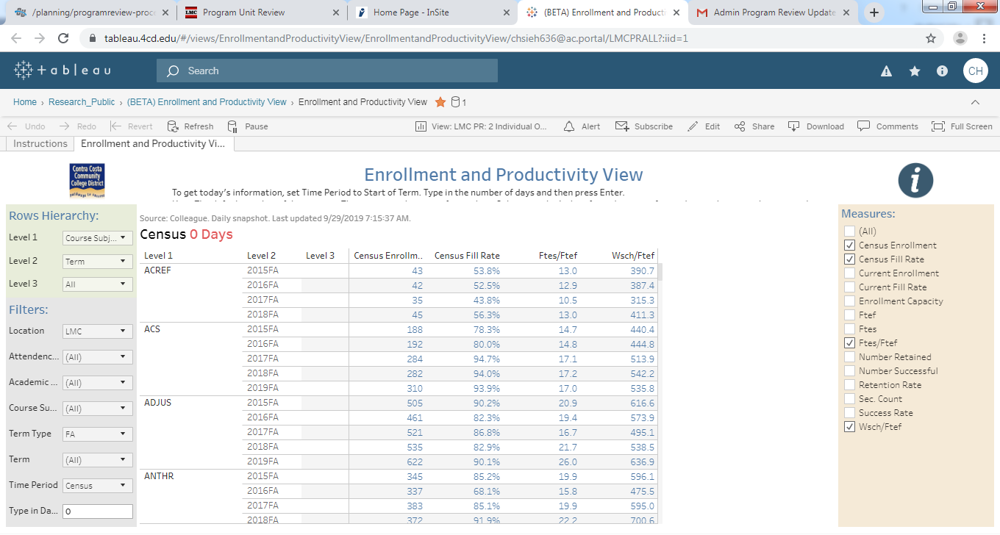 /planning/programreview-proce
LMC Program Unit Review
Home Page - InSite
(BETA) Enrollment and Producti
Admin Program Review Update
tableau.4cd.edu/#/views/EnrollmentandProductivityView/EnrollmentandProductivityView/chsieh636@ac.portal/LMCPRALL?:iid=1
tableau
Search
CH
Home › Research_Public › (BETA) Enrollment and Productivity View › Enrollment and Productivity View 1
Undo Redo Revert Refresh Pause View: LMC PR: 2 Individual O... Alert Subscribe Edit Share Download Comments Full Screen
Instructions Enrollment and Productivity Vi...
Contra Costa
Community
College District
pathways to success
Enrollment and Productivity View
To get today's information, set Time Period to Start of Term. Type in the number of days and then press Enter.
Rows Hierarchy:
Level 1 Course Subj...
Level 2 Term
Level 3 All
Filters:
Location LMC
Attendenc... (All)
Academic ... (All)
Course Su... (All)
Term Type FA
Term (All)
Time Period Census
Type in Da... 0
Source: Colleague. Daily snapshot. Last updated 9/29/2019 7:15:37 AM.
Census 0 Days
Level 1 Level 2 Level 3 Census Enrollm.. Census Fill Rate Ftes/Ftef Wsch/Ftef
ACREF 2015FA 43 53.8% 13.0 390.7
2016FA 42 52.5% 12.9 387.4
2017FA 35 43.8% 10.5 315.3
2018FA 45 56.3% 13.0 411.3
ACS 2015FA 188 78.3% 14.7 440.4
2016FA 192 80.0% 14.8 444.8
2017FA 284 94.7% 17.1 513.9
2018FA 282 94.0% 17.2 542.2
2019FA 310 93.9% 17.0 535.8
ADJUS 2015FA 505 90.2% 20.9 616.6
2016FA 461 82.3% 19.4 573.9
2017FA 521 86.8% 16.7 495.1
2018FA 535 82.9% 21.7 538.5
2019FA 622 90.1% 26.0 636.9
ANTHR 2015FA 345 85.2% 19.9 596.1
2016FA 337 68.1% 15.8 475.5
2017FA 383 85.1% 19.9 595.0
2018FA 372 91.9% 22.2 700.6
Measures:
(All)
Census Enrollment
Census Fill Rate
Current Enrollment
Current Fill Rate
Enrollment Capacity
Ftef
Ftes
Ftes/Ftef
Number Retained
Number Successful
Retention Rate
Sec. Count
Success Rate
Wsch/Ftef